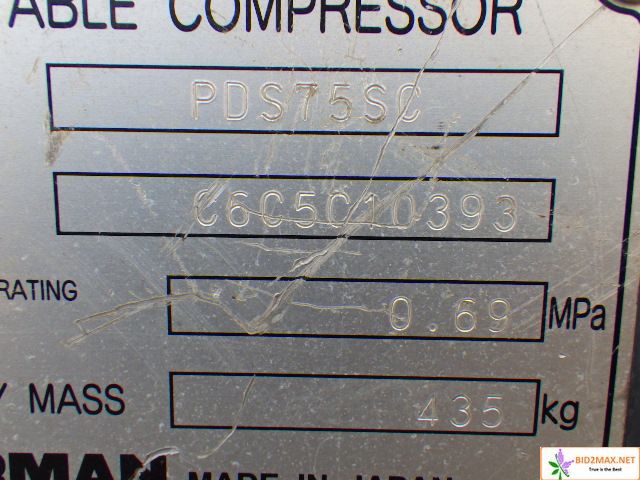 ABLE COMPRESSOR
PDS75SC
C6C5C10393
RATING 0.69 MPa
Y MASS 435 kg
RMAN MADE IN JAPAN
BID2MAX.NET
True is the Best